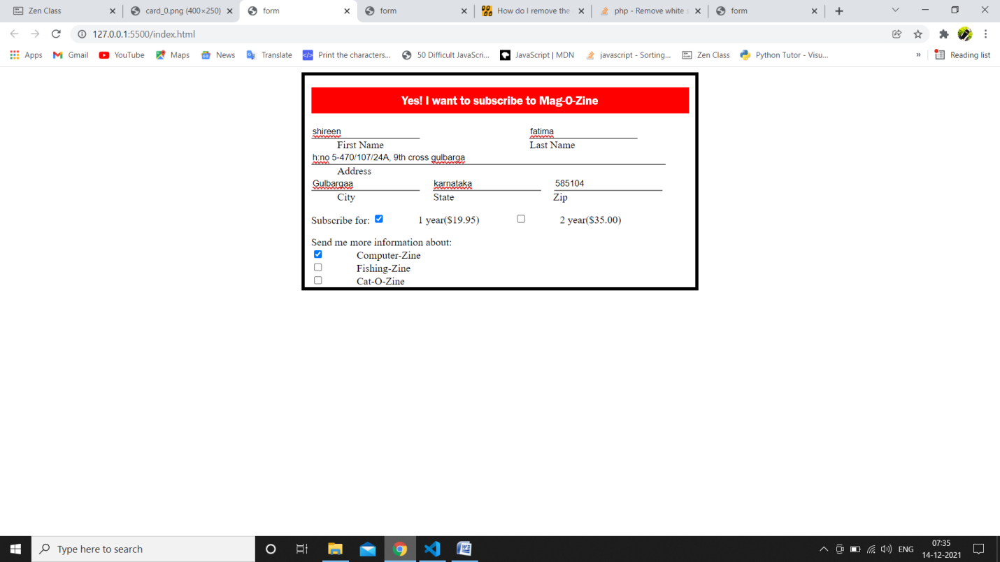 Zen Class card_0.png (400×250) form form How do I remove the php - Remove white s form
127.0.0.1:5500/index.html
Apps Gmail YouTube Maps News Translate Print the characters... 50 Difficult JavaScri... JavaScript | MDN javascript - Sorting... Zen Class Python Tutor - Visu... » Reading list
Yes! I want to subscribe to Mag-O-Zine
shireen fatima
First Name Last Name
h:no 5-470/107/24A, 9th cross gulbarga
Address
Gulbargaa karnataka 585104
City State Zip
Subscribe for: 1 year($19.95) 2 year($35.00)
Send me more information about:
Computer-Zine
Fishing-Zine
Cat-O-Zine
Type here to search ENG 07:35
14-12-2021